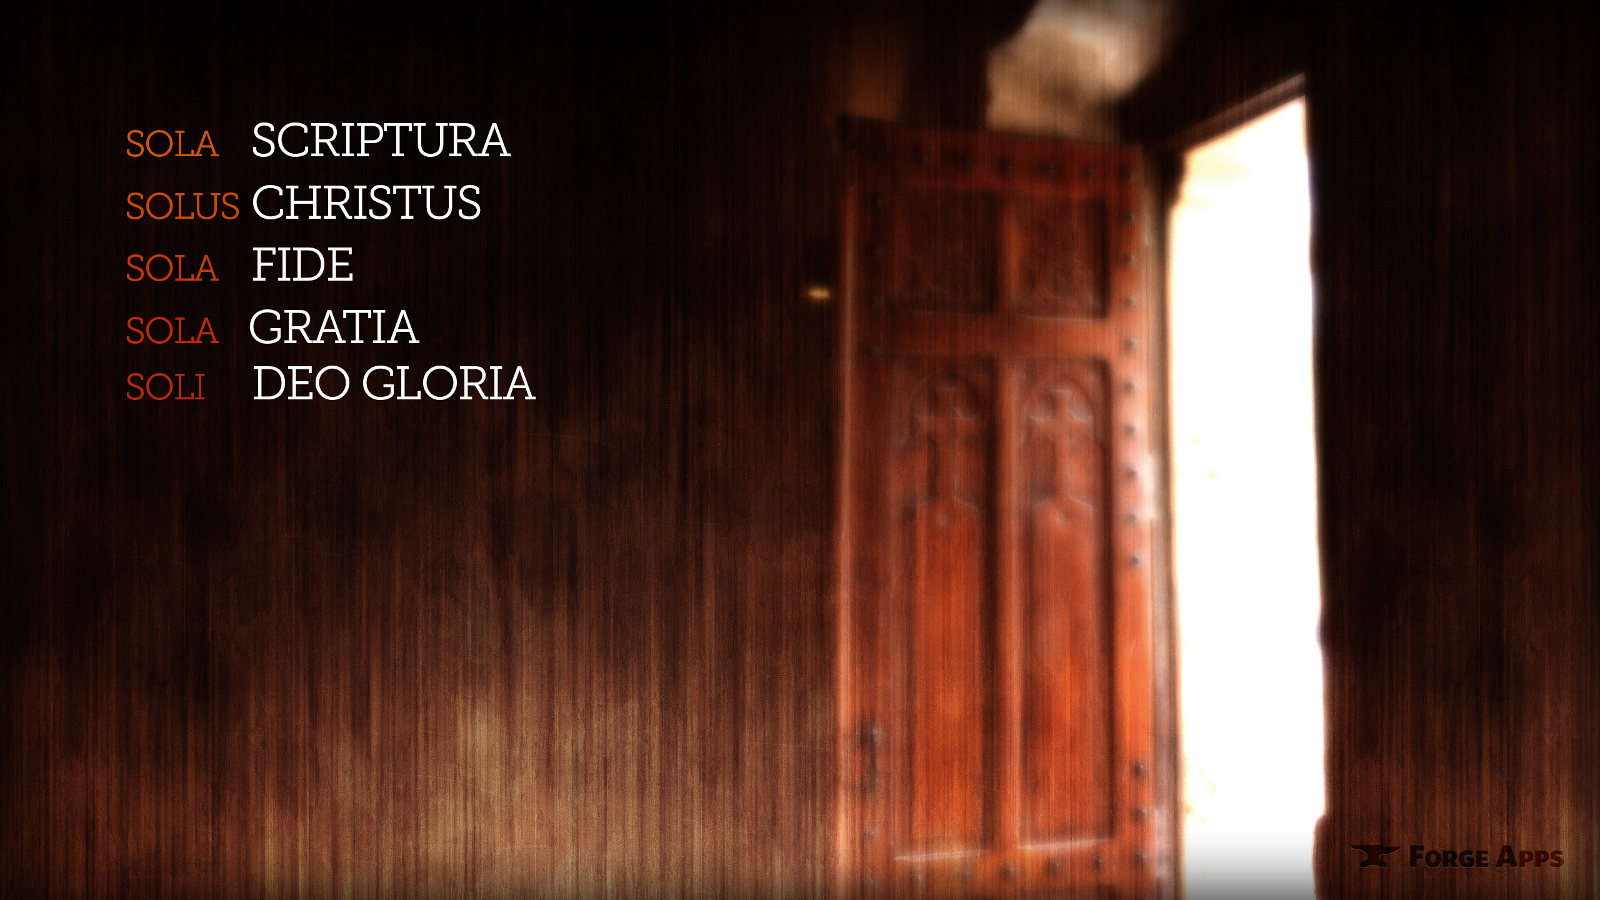 SOLA SCRIPTURA
SOLUS CHRISTUS
SOLA FIDE
SOLA GRATIA
SOLI DEO GLORIA
FORGE APPS